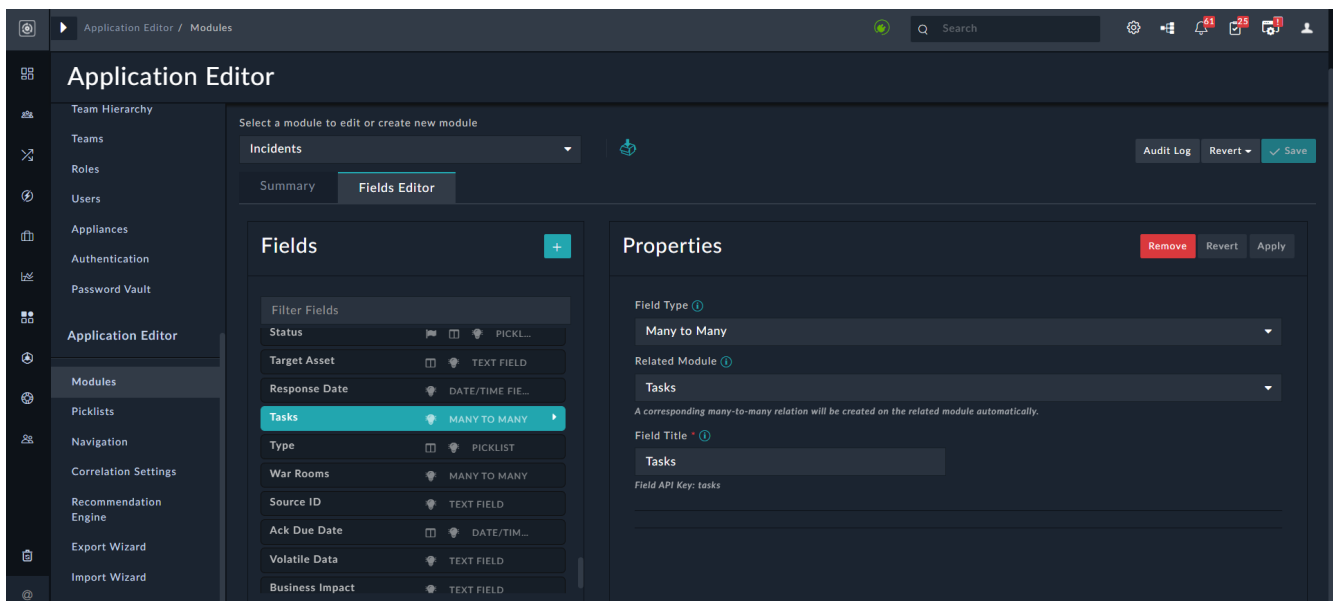 Application Editor / Modules
Search
61
25
!
Application Editor
Team Hierarchy
Teams
Roles
Users
Appliances
Authentication
Password Vault
Application Editor
Modules
Picklists
Navigation
Correlation Settings
Recommendation
Engine
Export Wizard
Import Wizard
@
Select a module to edit or create new module
Incidents
Audit Log
Revert
Save
Summary
Fields Editor
Fields
+
Filter Fields
Status PICKL...
Target Asset TEXT FIELD
Response Date DATE/TIME FIE...
Tasks MANY TO MANY
Type PICKLIST
War Rooms MANY TO MANY
Source ID TEXT FIELD
Ack Due Date DATE/TIM...
Volatile Data TEXT FIELD
Business Impact TEXT FIELD
Properties
Remove
Revert
Apply
Field Type
Many to Many
Related Module
Tasks
A corresponding many-to-many relation will be created on the related module automatically.
Field Title *
Tasks
Field API Key: tasks